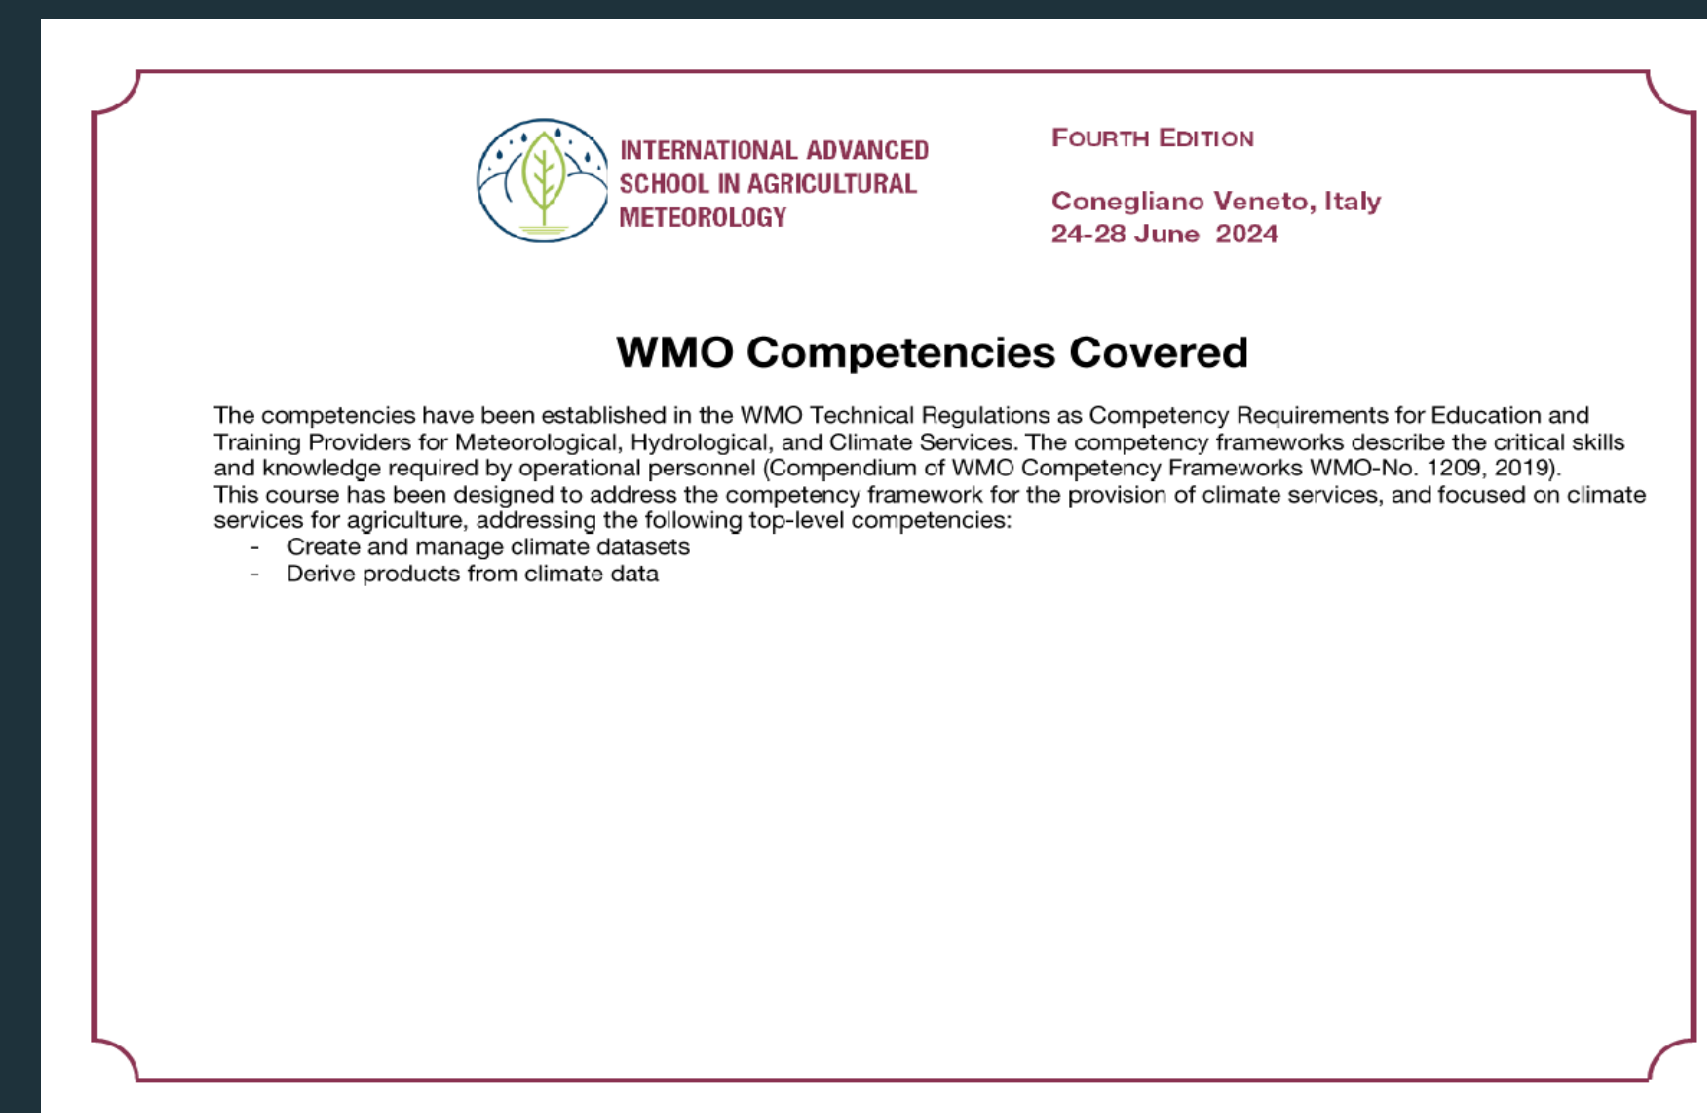 INTERNATIONAL ADVANCED
SCHOOL IN AGRICULTURAL
METEOROLOGY
FOURTH EDITION
Conegliano Veneto, Italy
24-28 June 2024
WMO Competencies Covered
The competencies have been established in the WMO Technical Regulations as Competency Requirements for Education and
Training Providers for Meteorological, Hydrological, and Climate Services. The competency frameworks describe the critical skills
and knowledge required by operational personnel (Compendium of WMO Competency Frameworks WMO-No. 1209, 2019).
This course has been designed to address the competency framework for the provision of climate services, and focused on climate
services for agriculture, addressing the following top-level competencies:
- Create and manage climate datasets
- Derive products from climate data